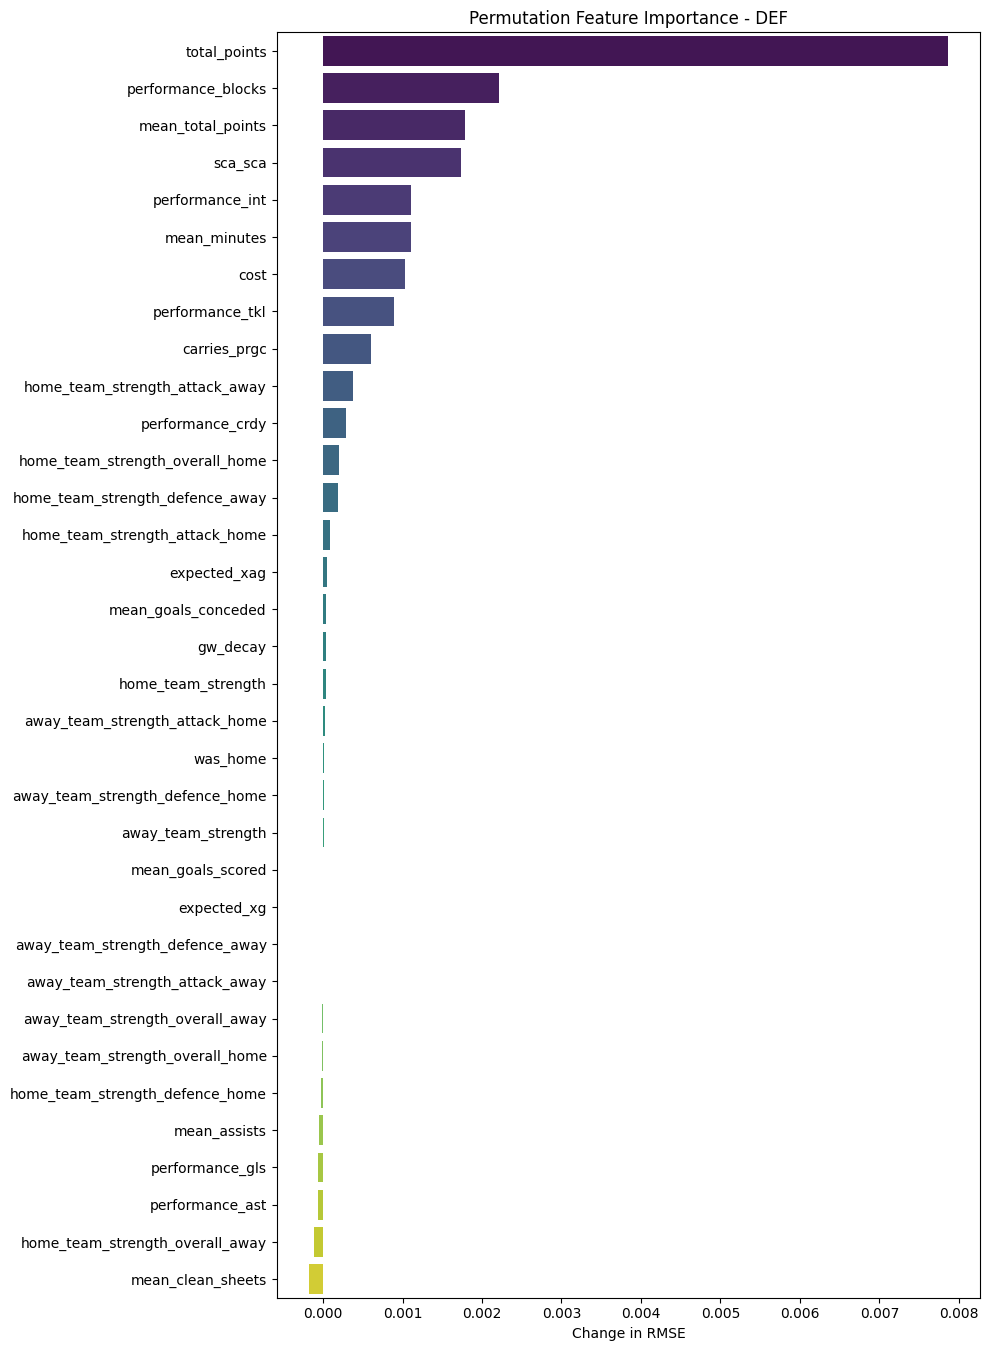 Permutation Feature Importance - DEF
total_points
performance_blocks
mean_total_points
sca_sca
performance_int
mean_minutes
cost
performance_tkl
carries_prgc
home_team_strength_attack_away
performance_crdy
home_team_strength_overall_home
home_team_strength_defence_away
home_team_strength_attack_home
expected_xag
mean_goals_conceded
gw_decay
home_team_strength
away_team_strength_attack_home
was_home
away_team_strength_defence_home
away_team_strength
mean_goals_scored
expected_xg
away_team_strength_defence_away
away_team_strength_attack_away
away_team_strength_overall_away
away_team_strength_overall_home
home_team_strength_defence_home
mean_assists
performance_gls
performance_ast
home_team_strength_overall_away
mean_clean_sheets
0.000 0.001 0.002 0.003 0.004 0.005 0.006 0.007 0.008
Change in RMSE